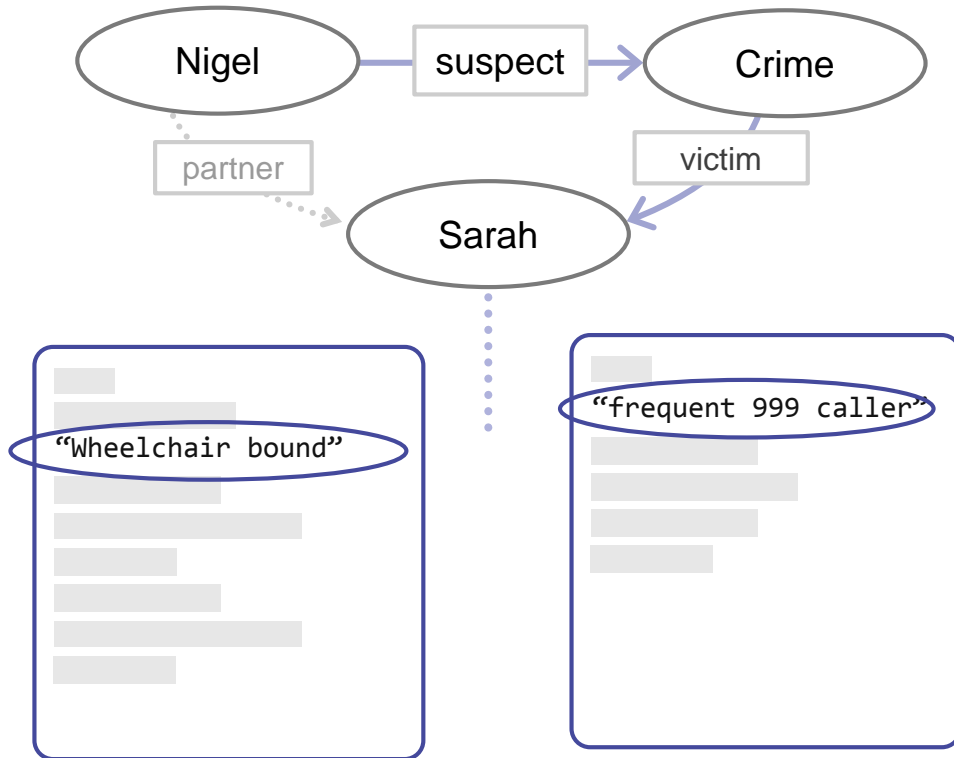 Nigel
suspect
Crime
partner
victim
Sarah
“Wheelchair bound”
“frequent 999 caller”